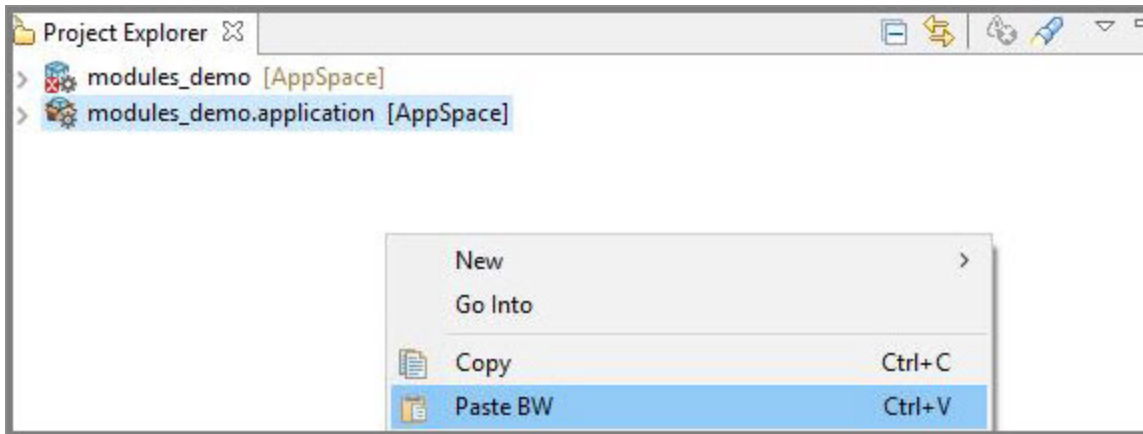 Project Explorer
modules_demo [AppSpace]
modules_demo.application [AppSpace]
New
Go Into
Copy Ctrl+C
Paste BW Ctrl+V